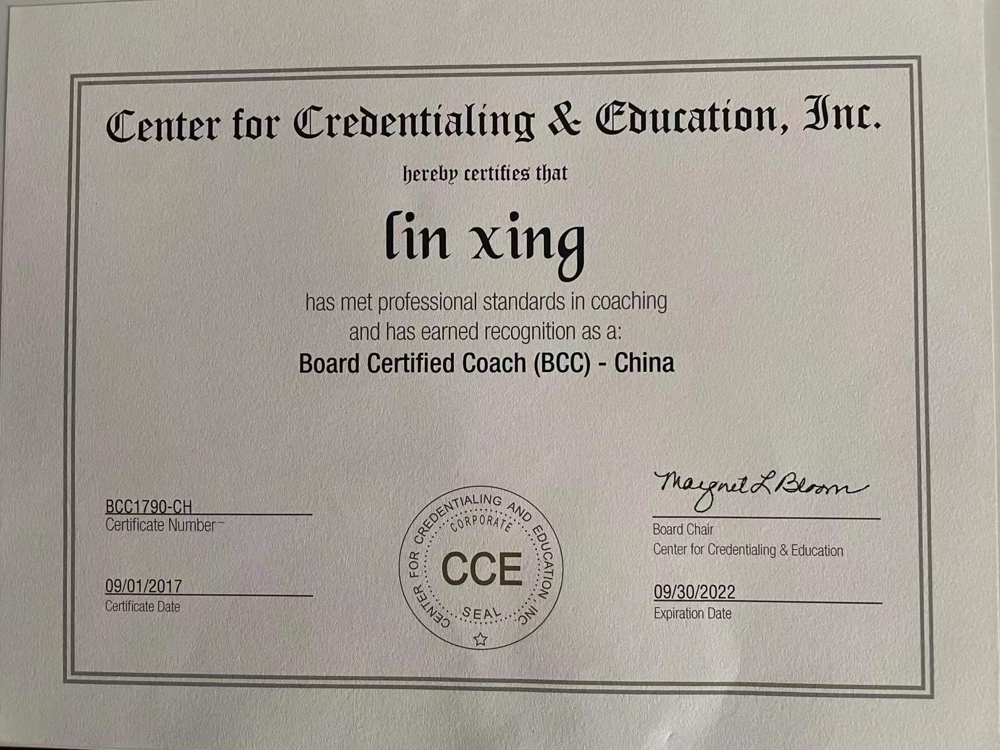 Center for Credentialing & Education, Inc.
hereby certifies that
lin xing
has met professional standards in coaching
and has earned recognition as a:
Board Certified Coach (BCC) - China
BCC1790-CH
Certificate Number
09/01/2017
Certificate Date
CENTER FOR CREDENTIALING AND EDUCATION, INC.
CORPORATE
CCE
SEAL
Margnet L Bloom
Board Chair
Center for Credentialing & Education
09/30/2022
Expiration Date